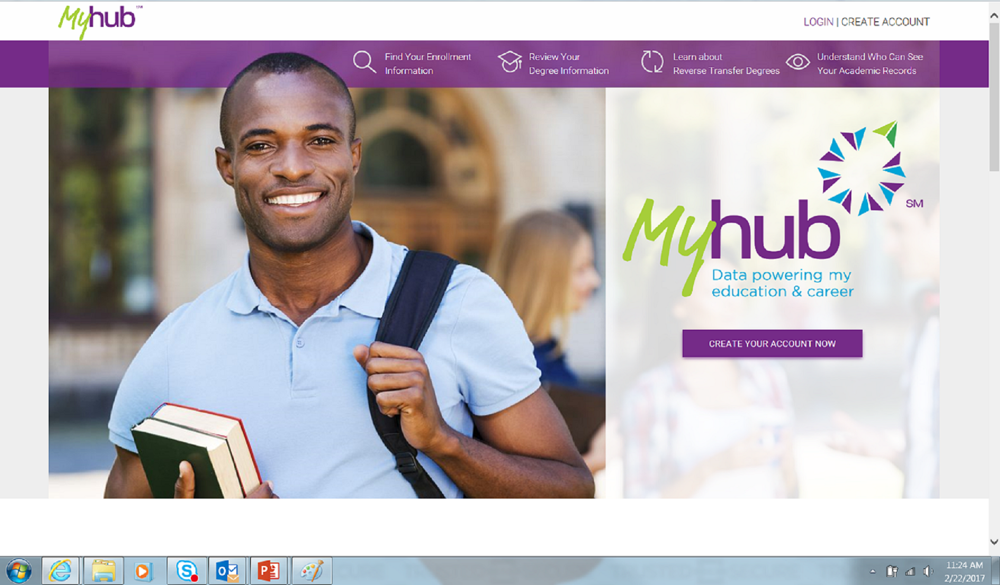 Myhub™
LOGIN | CREATE ACCOUNT
Find Your Enrollment
Information
Review Your
Degree Information
Learn about
Reverse Transfer Degrees
Understand Who Can See
Your Academic Records
Myhub SM
Data powering my
education & career
CREATE YOUR ACCOUNT NOW
11:24 AM
2/22/2017